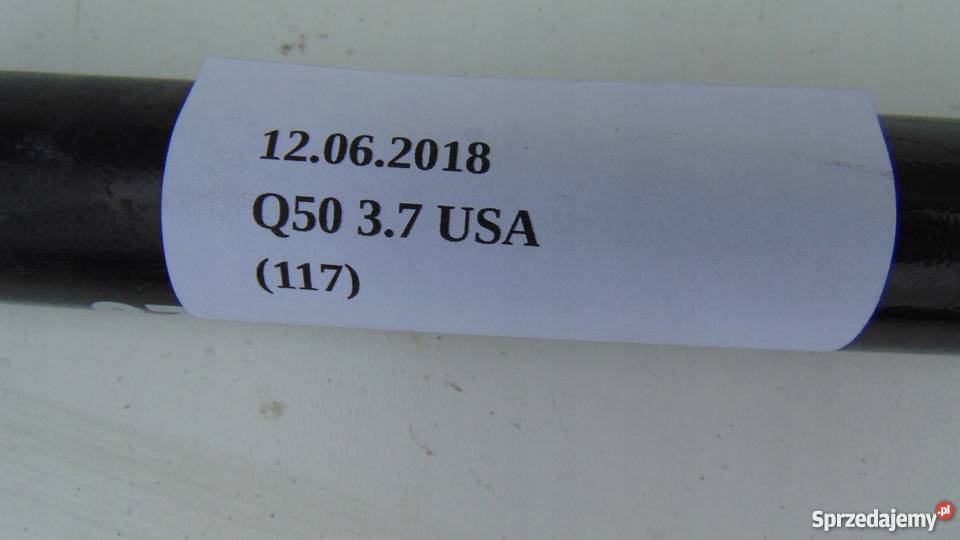 12.06.2018
Q50 3.7 USA
(117)
Sprzedajemy.pl